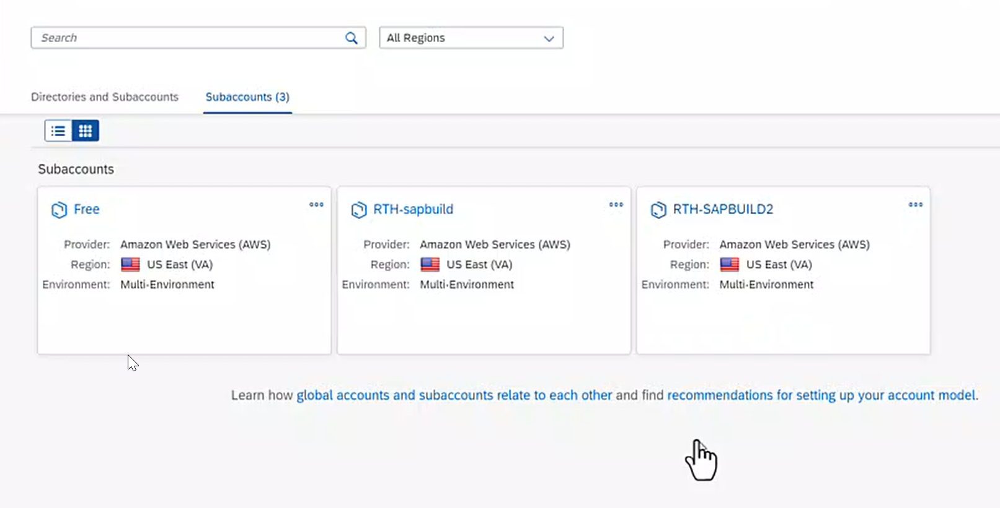 Search
All Regions
Directories and Subaccounts
Subaccounts (3)
Subaccounts
Free
Provider: Amazon Web Services (AWS)
Region: US East (VA)
Environment: Multi-Environment
RTH-sapbuild
Provider: Amazon Web Services (AWS)
Region: US East (VA)
Environment: Multi-Environment
RTH-SAPBUILD2
Provider: Amazon Web Services (AWS)
Region: US East (VA)
Environment: Multi-Environment
Learn how global accounts and subaccounts relate to each other and find recommendations for setting up your account model.